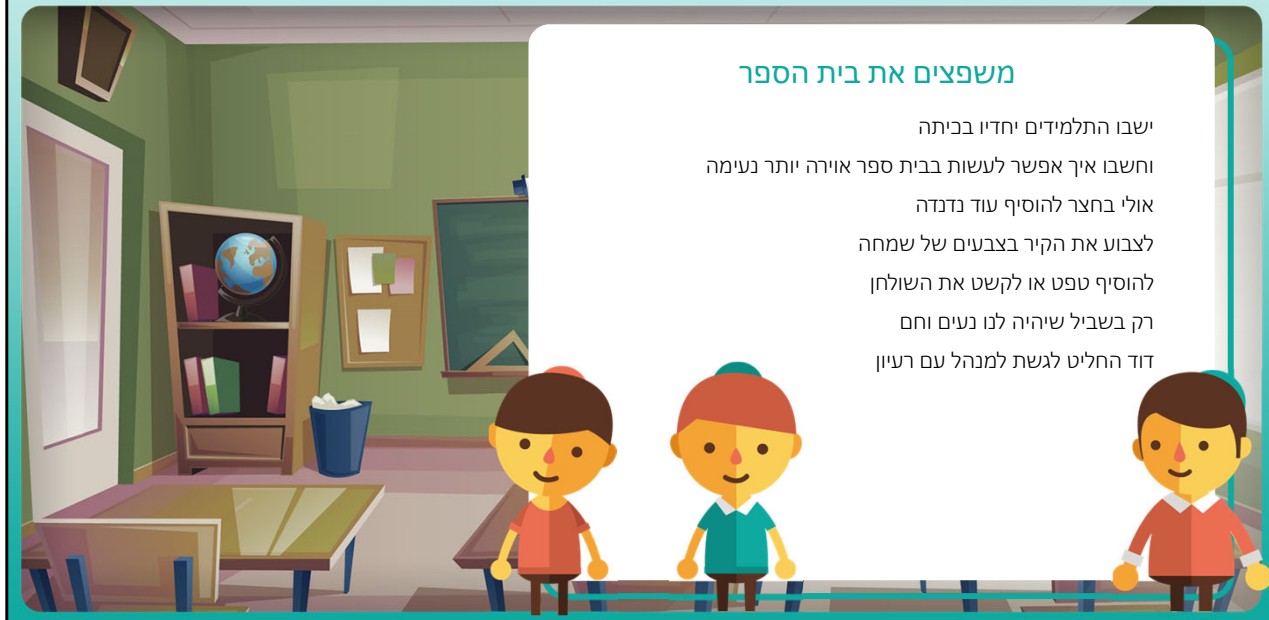 משפצים את בית הספר
ישבו התלמידים יחדיו בכיתה
וחשבו איך אפשר לעשות בבית ספר אוירה יותר נעימה
אולי בחצר להוסיף עוד נדנדה
לצבוע את הקיר בצבעים של שמחה
להוסיף טפט או לקשט את השולחן
רק בשביל שיהיה לנו נעים וחם
דוד החליט לגשת למנהל עם רעיון